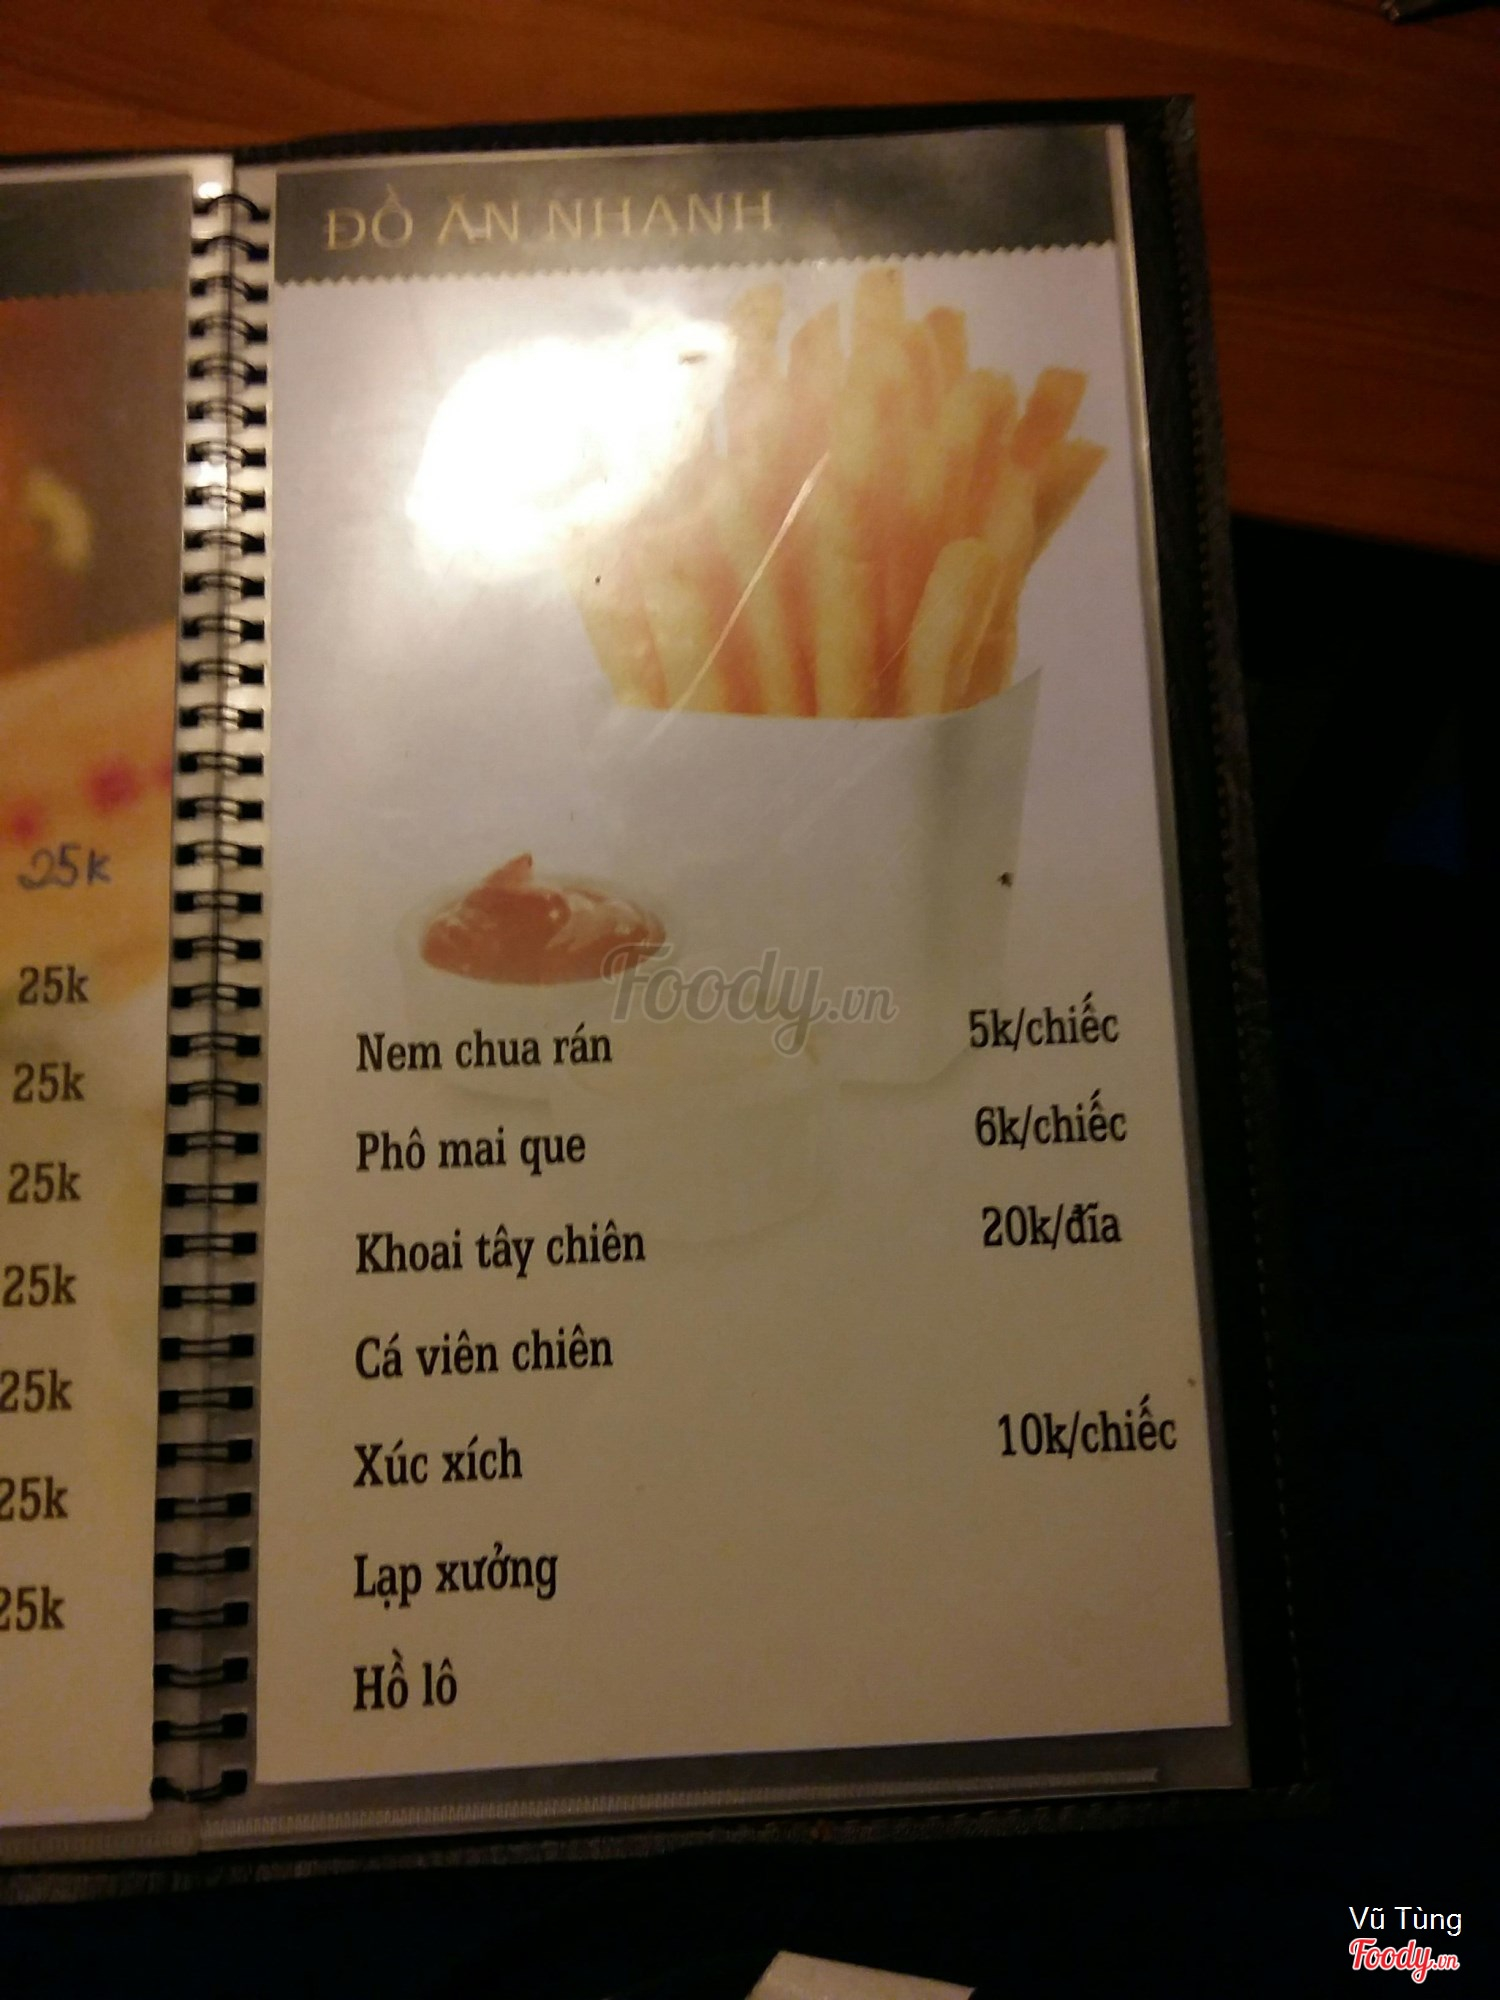 ĐỒ ĂN NHANH
25k
25k
25k
25k
25k
25k
25k
25k
Foody.vn
Nem chua rán 5k/chiếc
Phô mai que 6k/chiếc
Khoai tây chiên 20k/đĩa
Cá viên chiên
Xúc xích 10k/chiếc
Lạp xưởng
Hồ lô
Vũ Tùng
Foody.vn